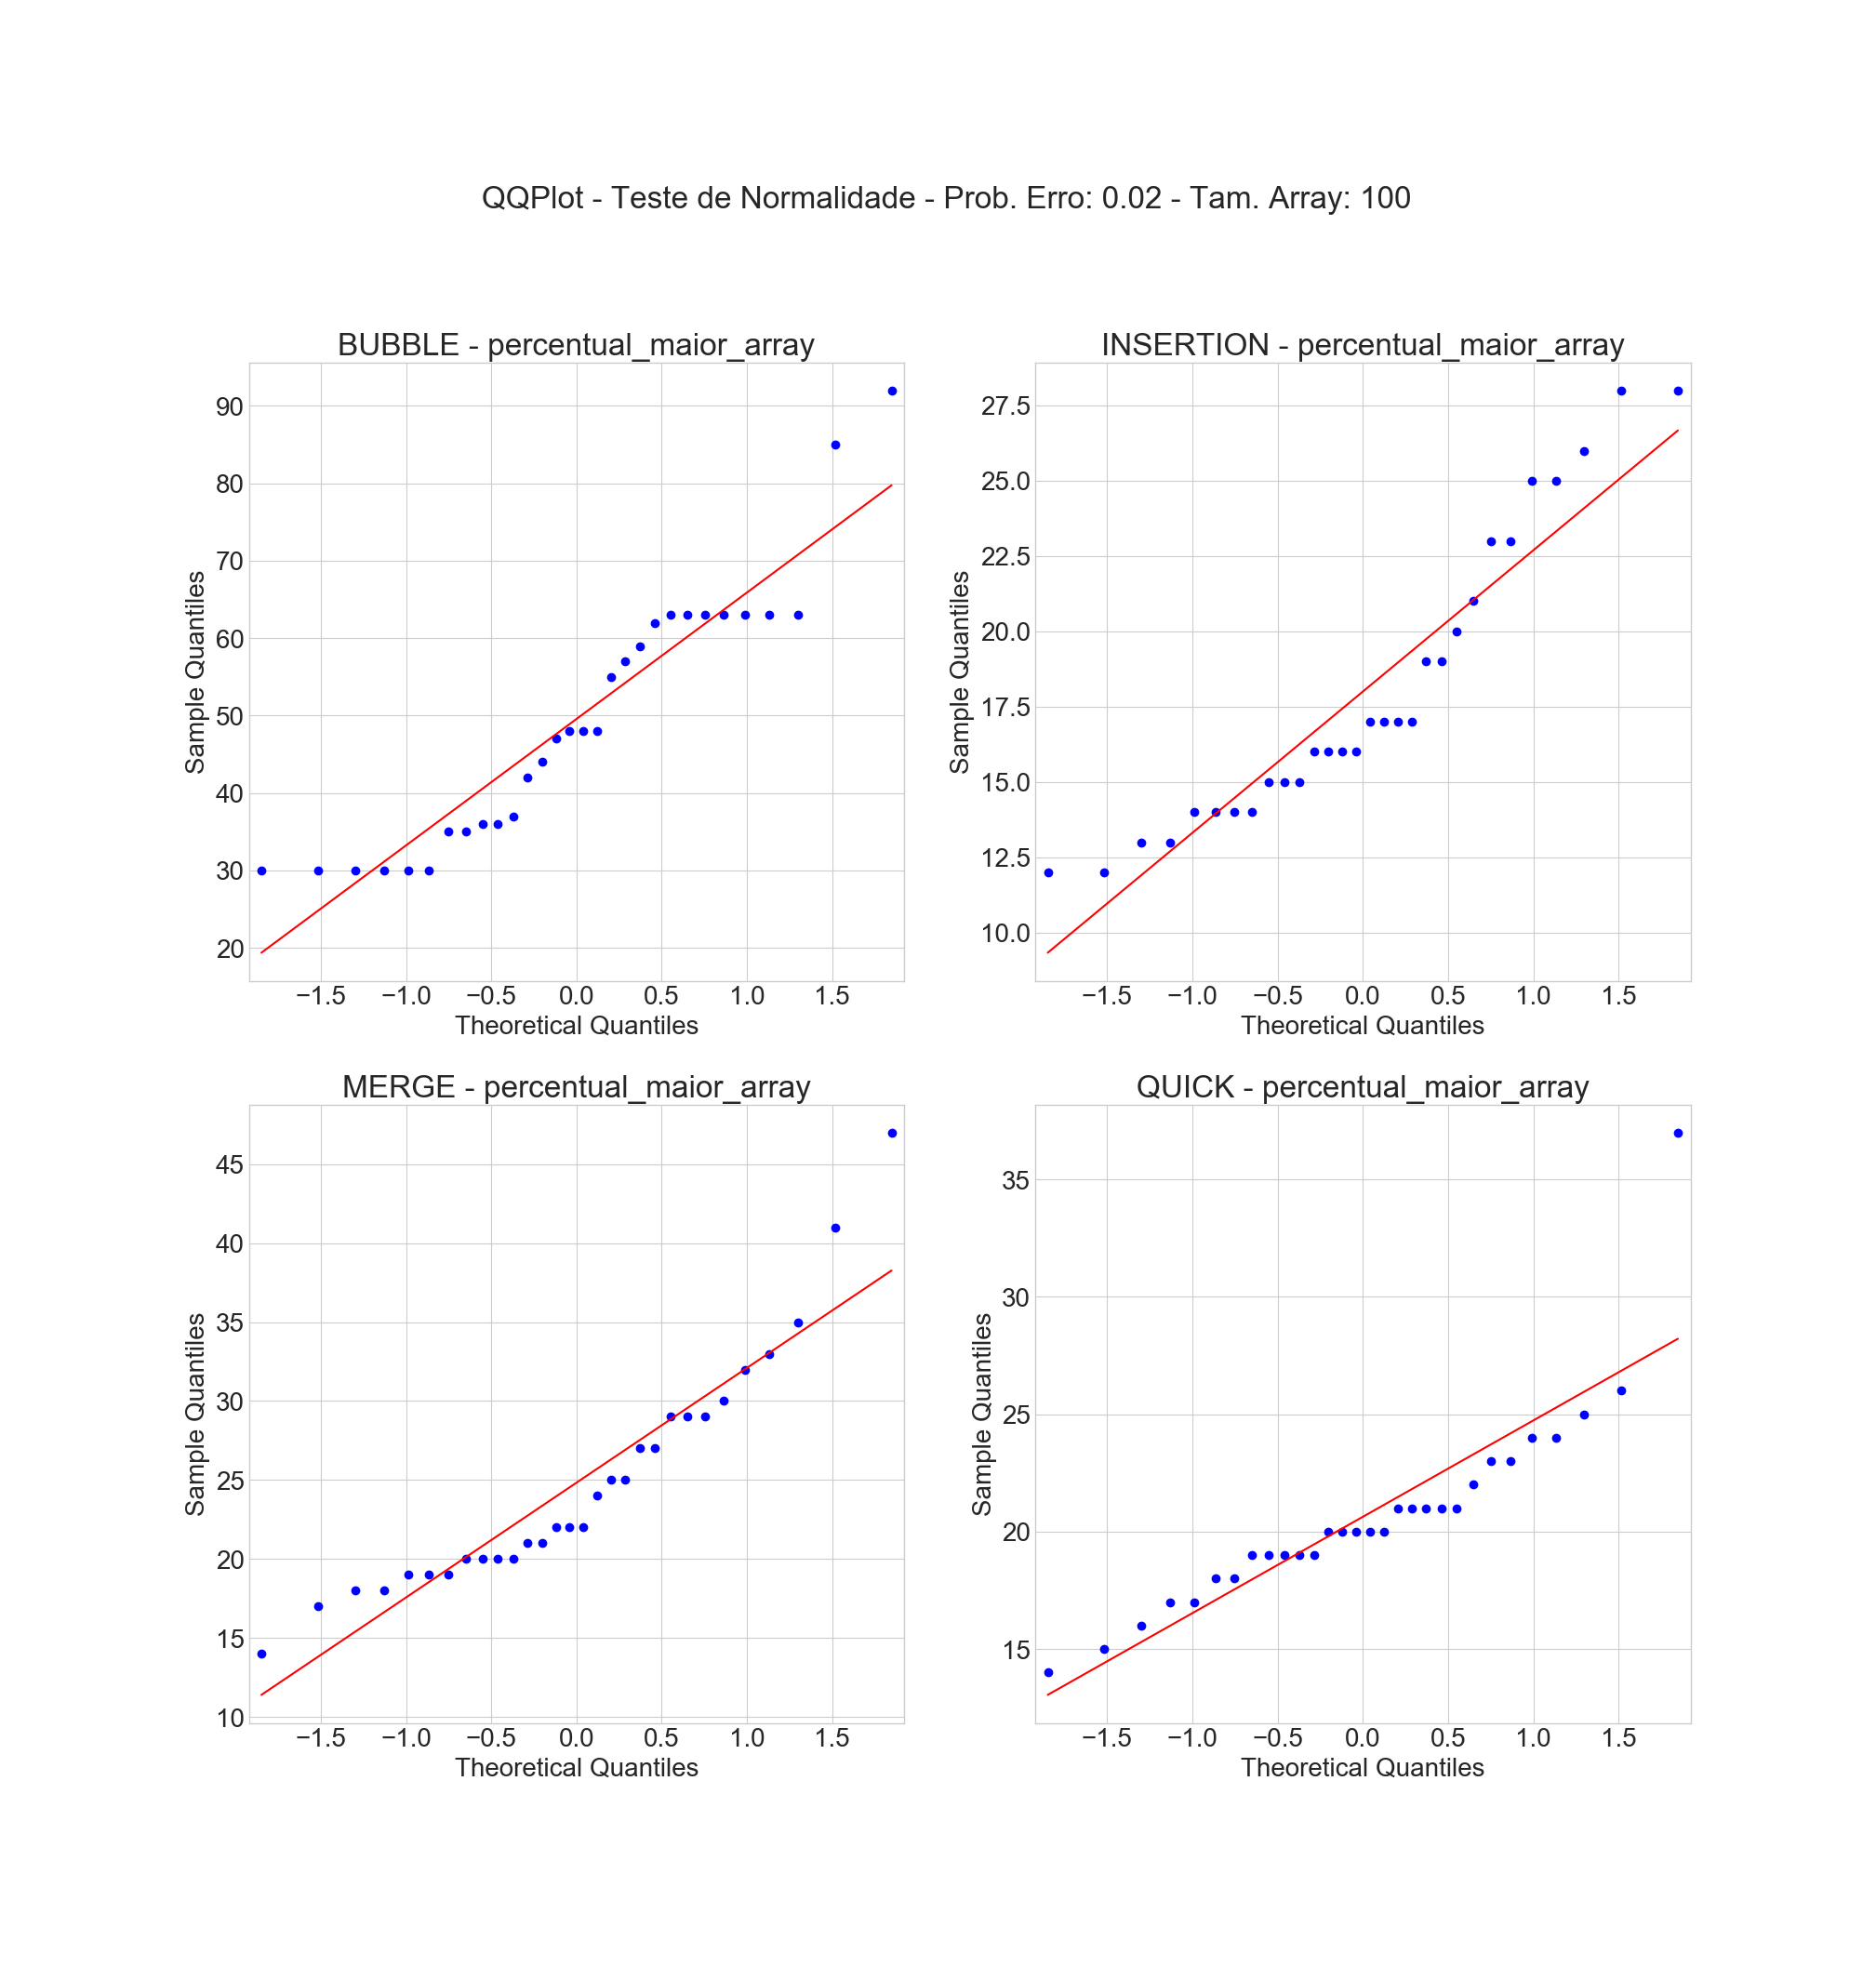 QQPlot - Teste de Normalidade - Prob. Erro: 0.02 - Tam. Array: 100
BUBBLE - percentual_maior_array
90
80
70
60
50
40
30
20
Sample Quantiles
−1.5 −1.0 −0.5 0.0 0.5 1.0 1.5
Theoretical Quantiles
INSERTION - percentual_maior_array
27.5
25.0
22.5
20.0
17.5
15.0
12.5
10.0
Sample Quantiles
−1.5 −1.0 −0.5 0.0 0.5 1.0 1.5
Theoretical Quantiles
MERGE - percentual_maior_array
45
40
35
30
25
20
15
10
Sample Quantiles
−1.5 −1.0 −0.5 0.0 0.5 1.0 1.5
Theoretical Quantiles
QUICK - percentual_maior_array
35
30
25
20
15
Sample Quantiles
−1.5 −1.0 −0.5 0.0 0.5 1.0 1.5
Theoretical Quantiles